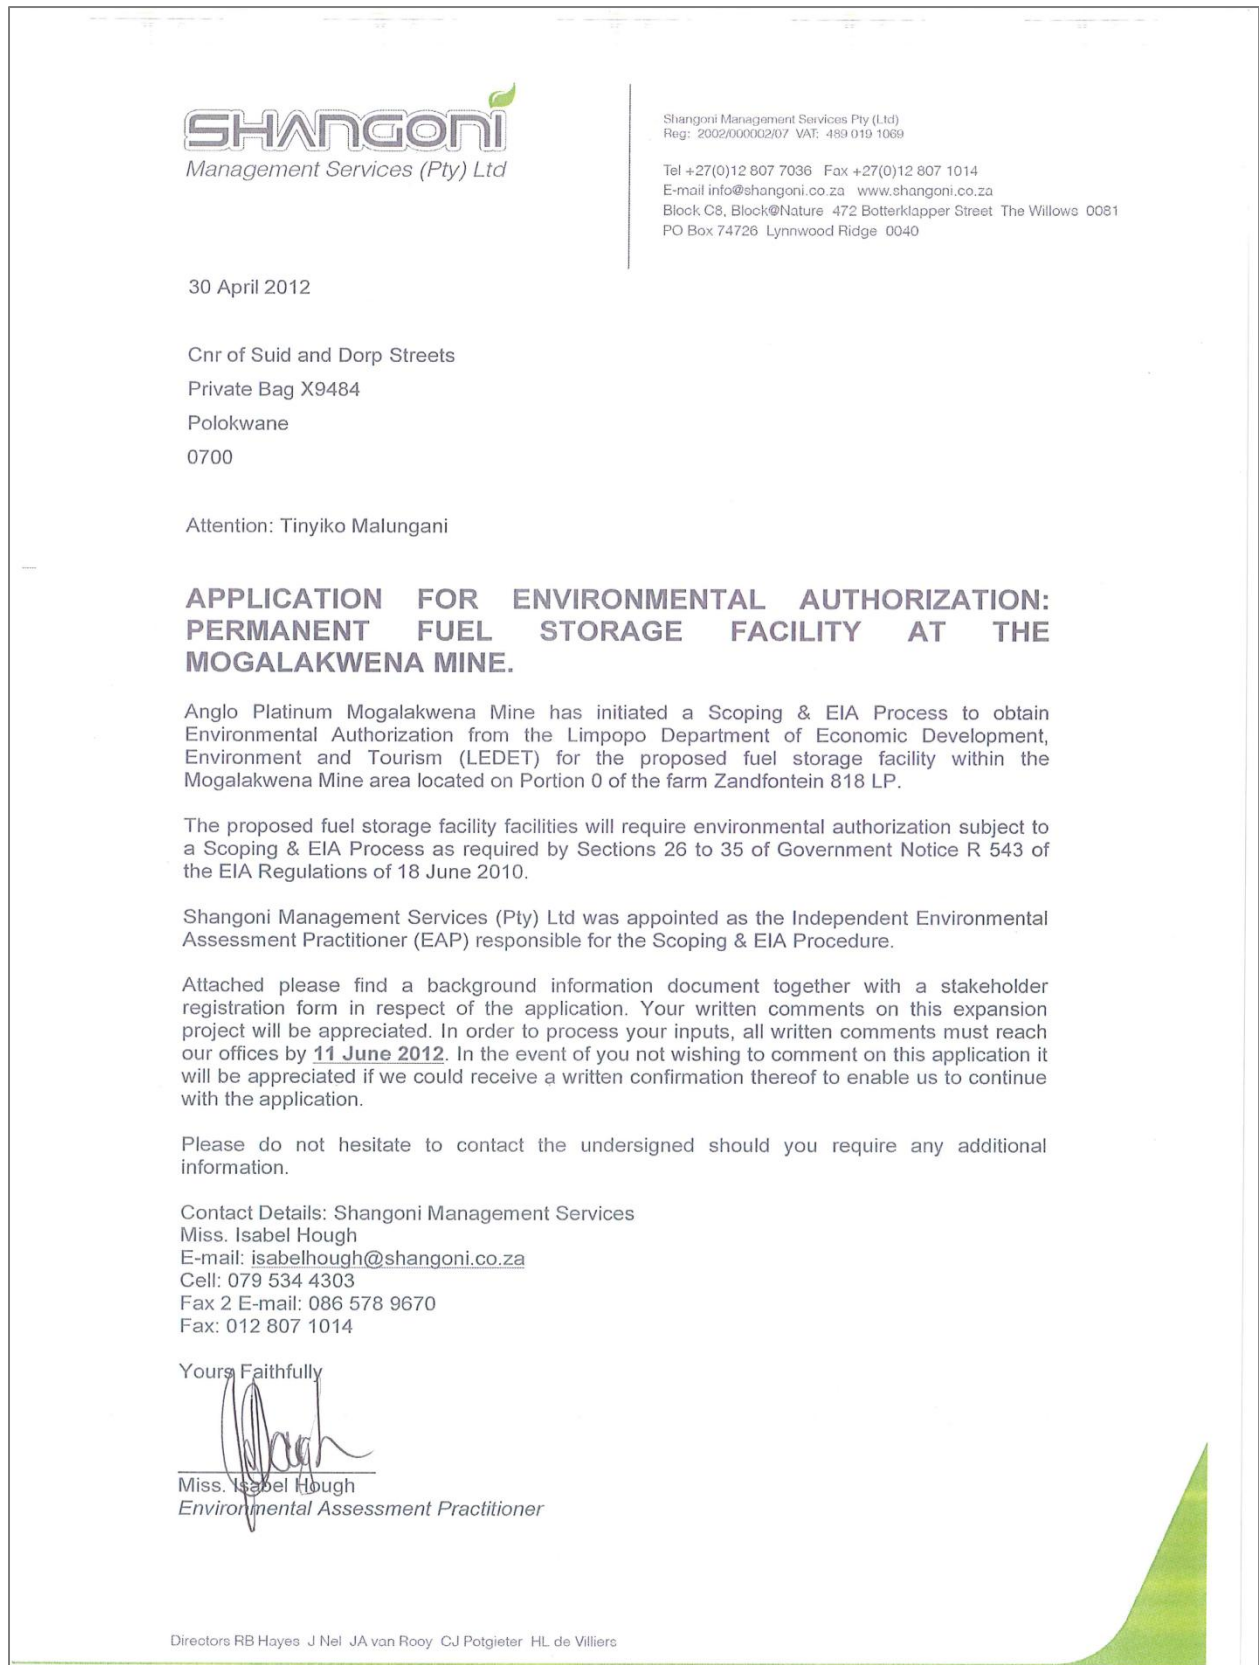 SHANGONI
Management Services (Pty) Ltd
Shangoni Management Services Pty (Ltd)
Reg: 2002/000002/07 VAT: 489 019 1069
Tel +27(0)12 807 7036 Fax +27(0)12 807 1014
E-mail info@shangoni.co.za www.shangoni.co.za
Block C8, Block@Nature 472 Botterklapper Street The Willows 0081
PO Box 74726 Lynnwood Ridge 0040
30 April 2012
Cnr of Suid and Dorp Streets
Private Bag X9484
Polokwane
0700
Attention: Tinyiko Malungani
APPLICATION FOR ENVIRONMENTAL AUTHORIZATION:
PERMANENT FUEL STORAGE FACILITY AT THE
MOGALAKWENA MINE.
Anglo Platinum Mogalakwena Mine has initiated a Scoping & EIA Process to obtain
Environmental Authorization from the Limpopo Department of Economic Development,
Environment and Tourism (LEDET) for the proposed fuel storage facility within the
Mogalakwena Mine area located on Portion 0 of the farm Zandfontein 818 LP.
The proposed fuel storage facility facilities will require environmental authorization subject to
a Scoping & EIA Process as required by Sections 26 to 35 of Government Notice R 543 of
the EIA Regulations of 18 June 2010.
Shangoni Management Services (Pty) Ltd was appointed as the Independent Environmental
Assessment Practitioner (EAP) responsible for the Scoping & EIA Procedure.
Attached please find a background information document together with a stakeholder
registration form in respect of the application. Your written comments on this expansion
project will be appreciated. In order to process your inputs, all written comments must reach
our offices by 11 June 2012. In the event of you not wishing to comment on this application it
will be appreciated if we could receive a written confirmation thereof to enable us to continue
with the application.
Please do not hesitate to contact the undersigned should you require any additional
information.
Contact Details: Shangoni Management Services
Miss. Isabel Hough
E-mail: isabelhough@shangoni.co.za
Cell: 079 534 4303
Fax 2 E-mail: 086 578 9670
Fax: 012 807 1014
Yours Faithfully
Miss. Isabel Hough
Environmental Assessment Practitioner
Directors RB Hayes J Nel JA van Rooy CJ Potgieter HL de Villiers